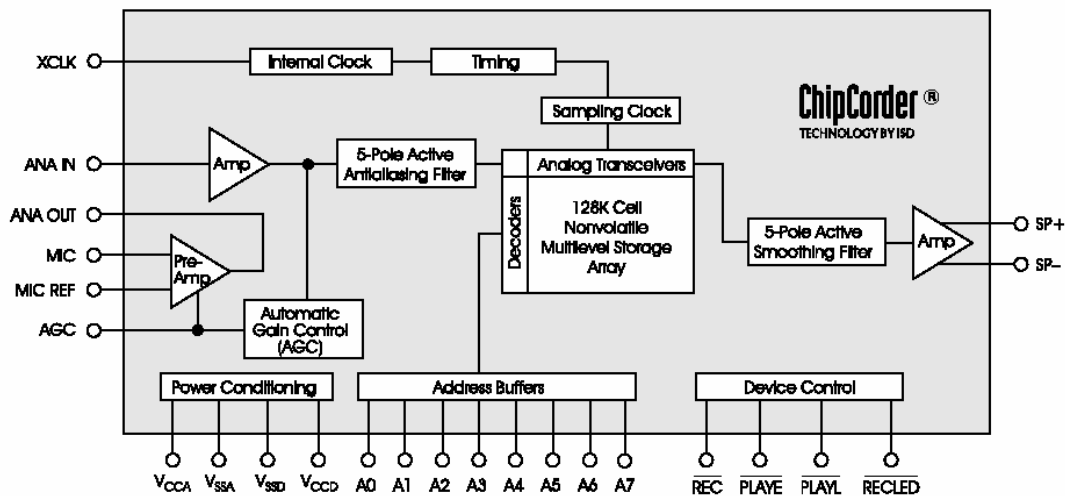 XCLK
Internal Clock
Timing
Sampling Clock
ChipCorder ®
TECHNOLOGY BY ISD
ANA IN
Amp
5-Pole Active
Antialiasing Filter
Analog Transceivers
Decoders
128K Cell
Nonvolatile
Multilevel Storage
Array
ANA OUT
MIC
Pre-
Amp
MIC REF
AGC
Automatic
Gain Control
(AGC)
5-Pole Active
Smoothing Filter
Amp
SP+
SP−
Power Conditioning
Address Buffers
Device Control
VCCA VSSA VSSD VCCD A0 A1 A2 A3 A4 A5 A6 A7 REC PLAYE PLAYL RECLED